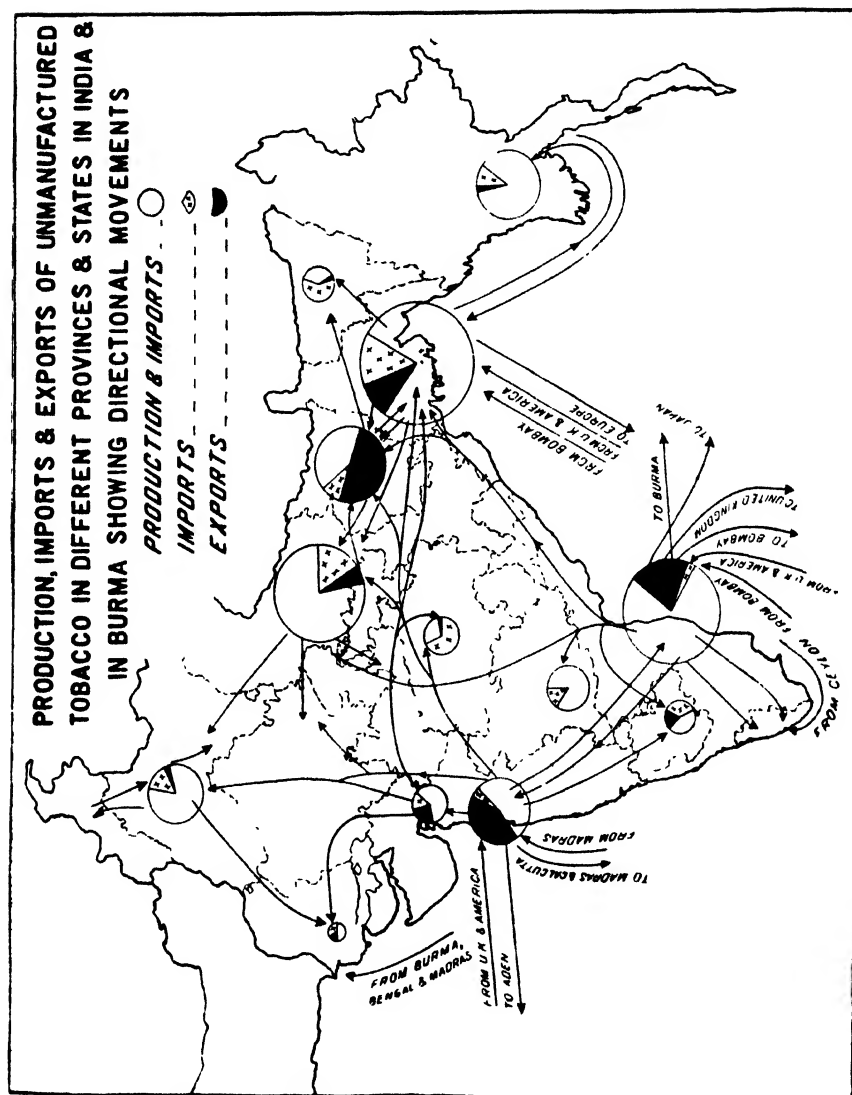 PRODUCTION, IMPORTS & EXPORTS OF UNMANUFACTURED
TOBACCO IN DIFFERENT PROVINCES & STATES IN INDIA &
IN BURMA SHOWING DIRECTIONAL MOVEMENTS
PRODUCTION & IMPORTS
IMPORTS
EXPORTS
FROM BURMA,
BENGAL & MADRAS
FROM U K & AMERICA
TO ADEN
TO MADRAS & CALCUTTA
FROM MADRAS
FROM BOMBAY
FROM U K & AMERICA
TO EUROPE
TO BURMA
TO JAPAN
TO UNITED KINGDOM
TO BOMBAY
FROM U K & AMERICA
FROM BOMBAY
FROM CEYLON